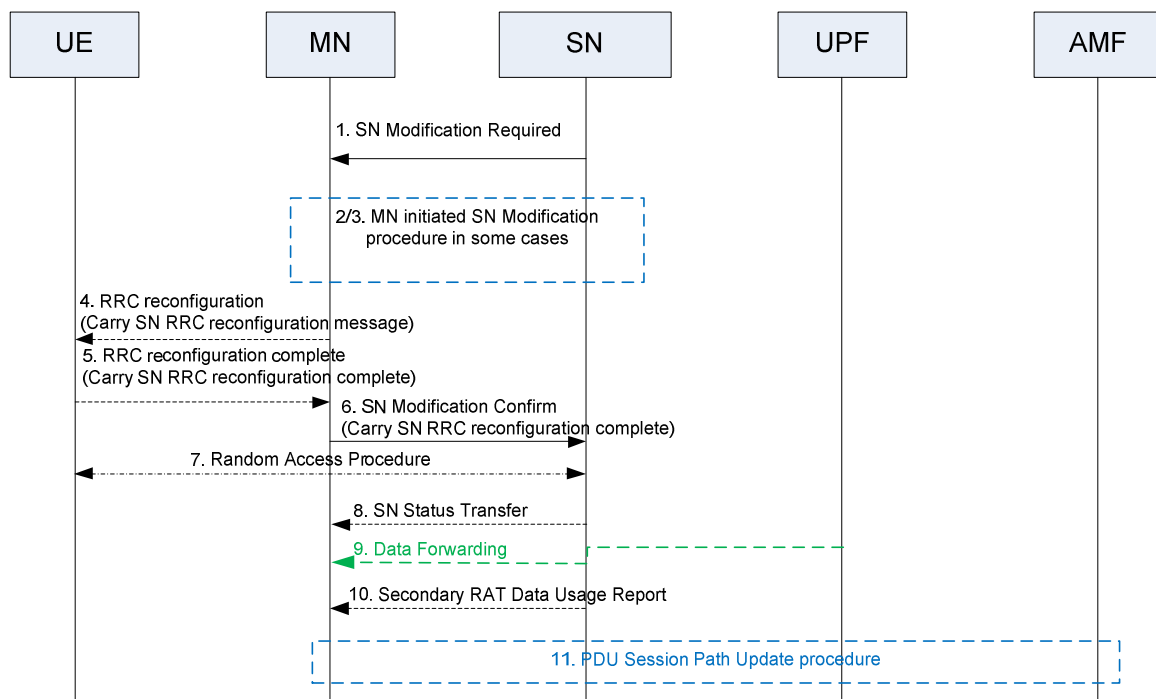 UE
MN
SN
UPF
AMF
1. SN Modification Required
2/3. MN initiated SN Modification
procedure in some cases
4. RRC reconfiguration
(Carry SN RRC reconfiguration message)
5. RRC reconfiguration complete
(Carry SN RRC reconfiguration complete)
6. SN Modification Confirm
(Carry SN RRC reconfiguration complete)
7. Random Access Procedure
8. SN Status Transfer
9. Data Forwarding
10. Secondary RAT Data Usage Report
11. PDU Session Path Update procedure